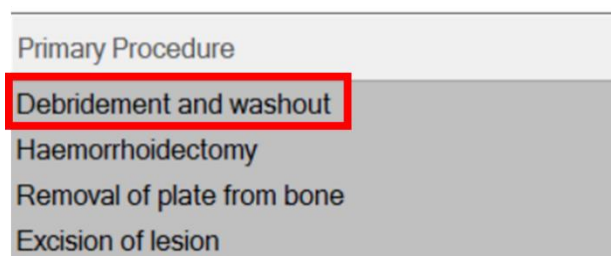 Primary Procedure
Debridement and washout
Haemorrhoidectomy
Removal of plate from bone
Excision of lesion